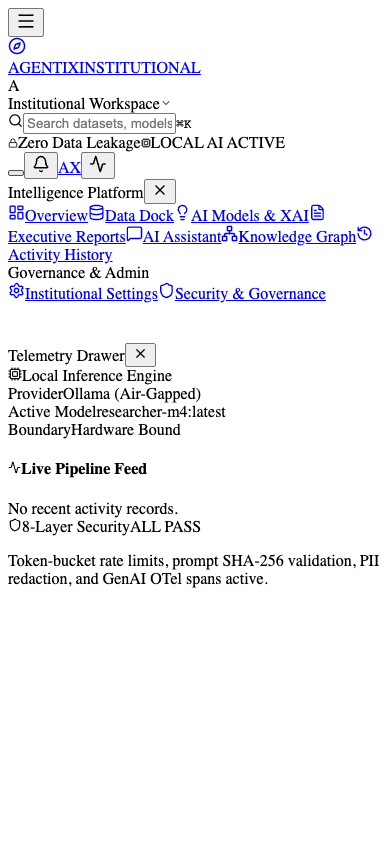 AGENTIXINSTITUTIONAL
A
Institutional Workspace
Search datasets, models ⌘K
Zero Data Leakage LOCAL AI ACTIVE
AX
Intelligence Platform
Overview Data Dock AI Models & XAI
Executive Reports AI Assistant Knowledge Graph
Activity History
Governance & Admin
Institutional Settings Security & Governance
Telemetry Drawer
Local Inference Engine
ProviderOllama (Air-Gapped)
Active Modelresearcher-m4:latest
BoundaryHardware Bound
Live Pipeline Feed
No recent activity records.
8-Layer SecurityALL PASS
Token-bucket rate limits, prompt SHA-256 validation, PII
redaction, and GenAI OTel spans active.